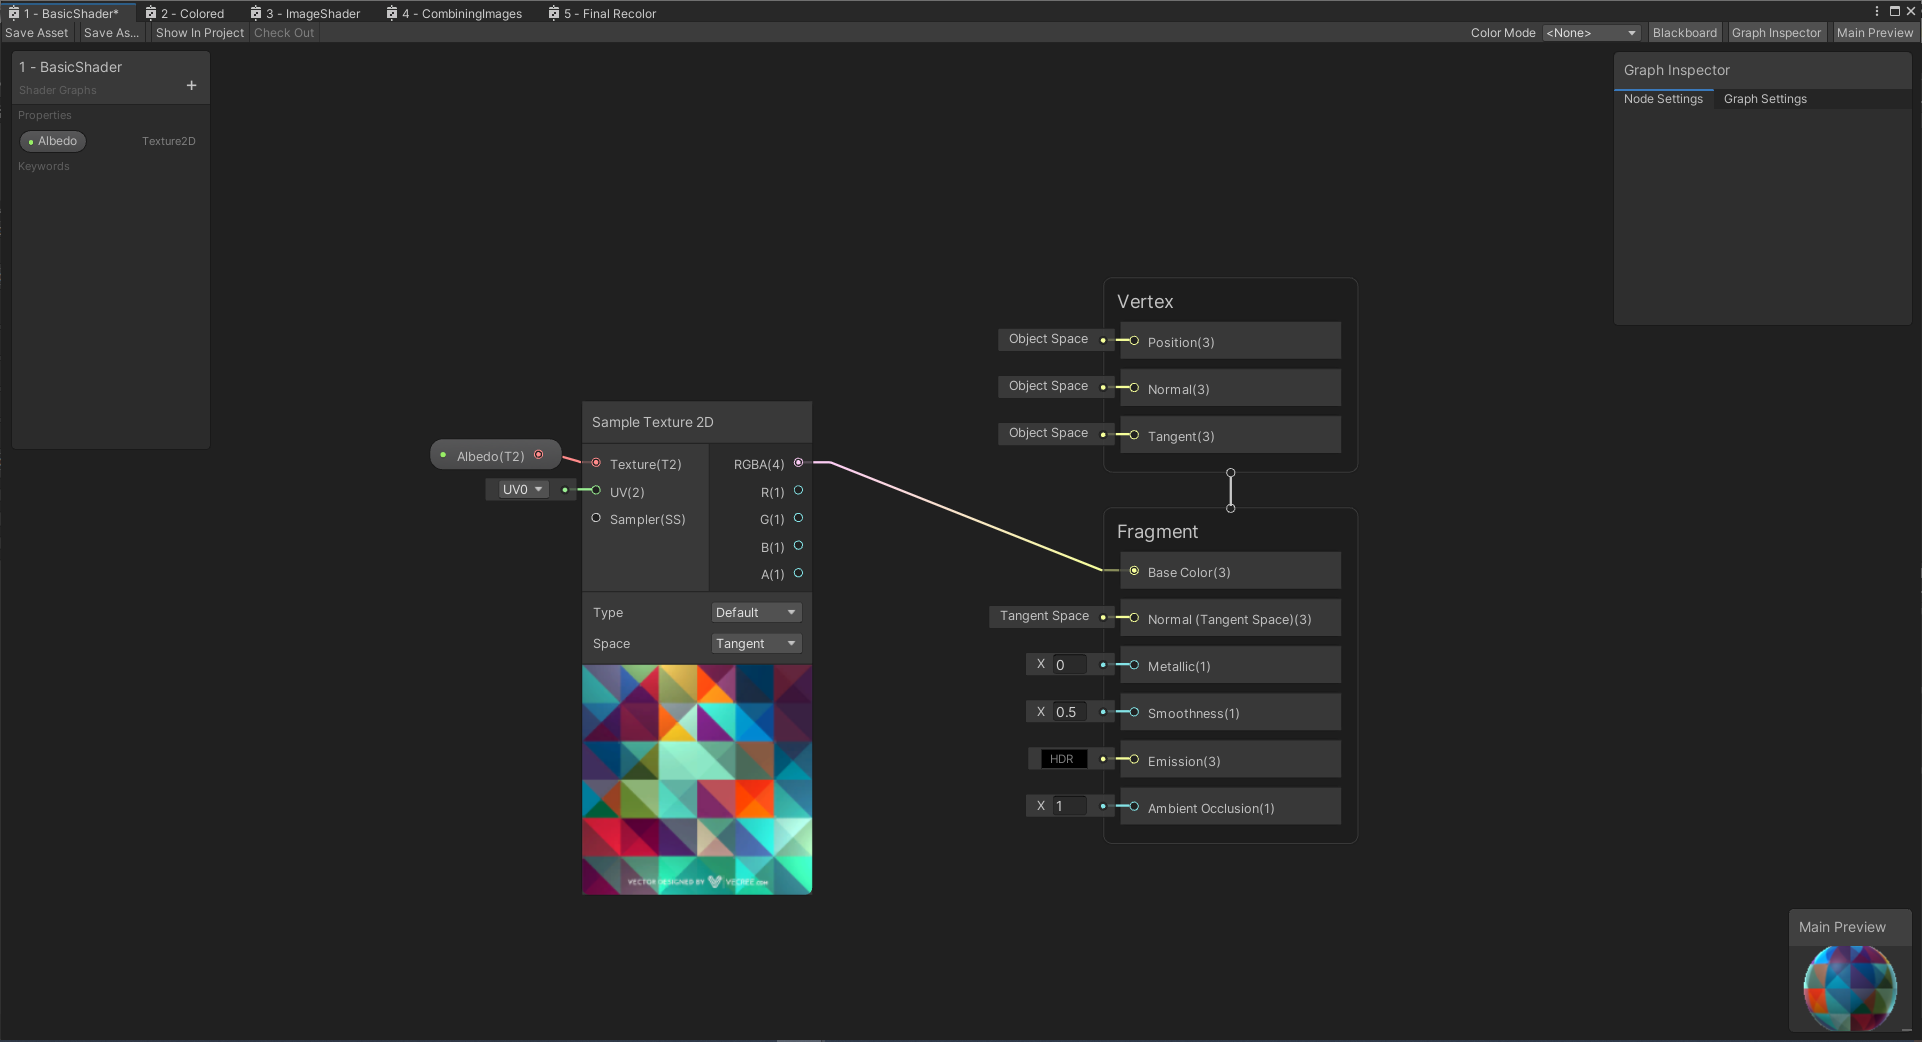 1 - BasicShader*
2 - Colored
3 - ImageShader
4 - CombiningImages
5 - Final Recolor
Save Asset
Save As...
Show In Project
Check Out
Color Mode
<None>
Blackboard
Graph Inspector
Main Preview
1 - BasicShader
Shader Graphs
+
Properties
Albedo
Texture2D
Keywords
Graph Inspector
Node Settings
Graph Settings
Vertex
Object Space
Position(3)
Object Space
Normal(3)
Object Space
Tangent(3)
Sample Texture 2D
Albedo(T2)
Texture(T2)
RGBA(4)
UV0
UV(2)
R(1)
Sampler(SS)
G(1)
B(1)
A(1)
Type
Default
Space
Tangent
VECTOR DESIGNED BY VECREE.com
Fragment
Base Color(3)
Tangent Space
Normal (Tangent Space)(3)
X 0
Metallic(1)
X 0.5
Smoothness(1)
HDR
Emission(3)
X 1
Ambient Occlusion(1)
Main Preview